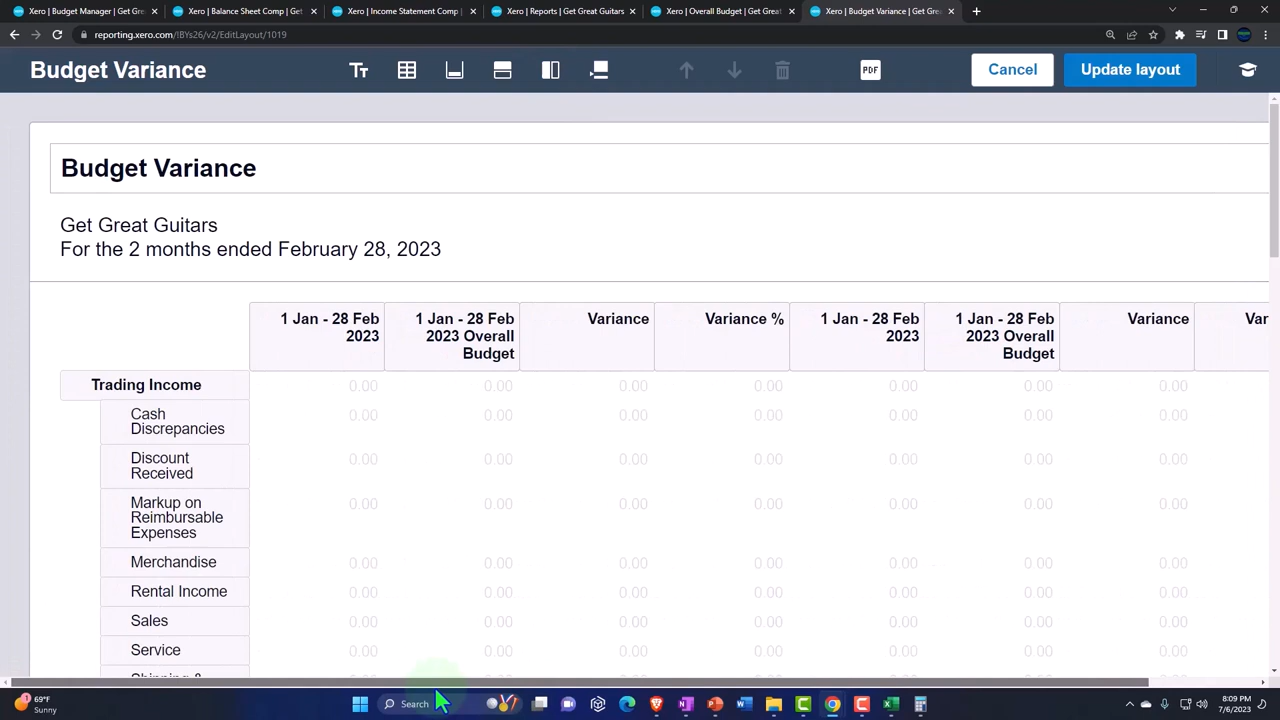 Xero | Budget Manager | Get Gre
Xero | Balance Sheet Comp | Get
Xero | Income Statement Comp |
Xero | Reports | Get Great Guitars
Xero | Overall Budget | Get Great
Xero | Budget Variance | Get Gre
reporting.xero.com/!BYs26/v2/EditLayout/1019
Budget Variance
PDF
Cancel
Update layout
Budget Variance
Get Great Guitars
For the 2 months ended February 28, 2023
1 Jan - 28 Feb 2023
1 Jan - 28 Feb 2023 Overall Budget
Variance
Variance %
1 Jan - 28 Feb 2023
1 Jan - 28 Feb 2023 Overall Budget
Variance
Var
Trading Income 0.00 0.00 0.00 0.00 0.00 0.00 0.00
Cash Discrepancies 0.00 0.00 0.00 0.00 0.00 0.00 0.00
Discount Received 0.00 0.00 0.00 0.00 0.00 0.00 0.00
Markup on Reimbursable Expenses 0.00 0.00 0.00 0.00 0.00 0.00 0.00
Merchandise 0.00 0.00 0.00 0.00 0.00 0.00 0.00
Rental Income 0.00 0.00 0.00 0.00 0.00 0.00 0.00
Sales 0.00 0.00 0.00 0.00 0.00 0.00 0.00
Service 0.00 0.00 0.00 0.00 0.00 0.00 0.00
Shipping &
69°F
Sunny
Search
8:09 PM
7/6/2023